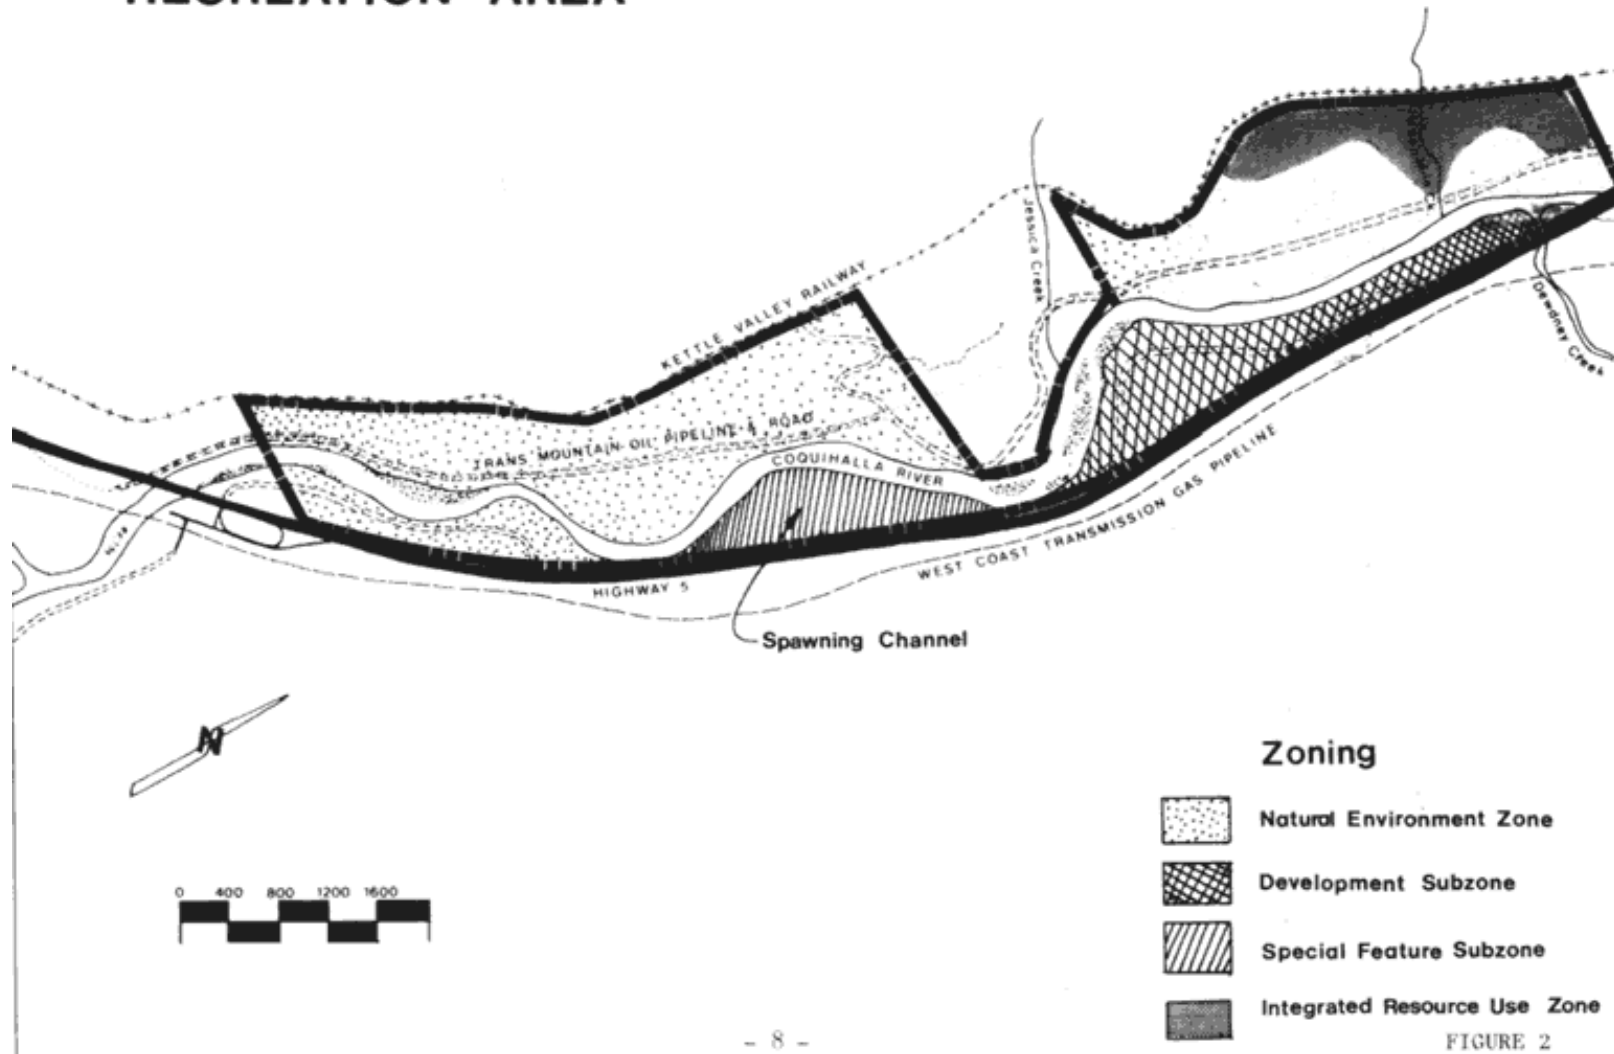 RECREATION AREA
KETTLE VALLEY RAILWAY
Jessica Creek
Dewdney Creek
TRANS MOUNTAIN OIL PIPELINE & ROAD
COQUIHALLA RIVER
WEST COAST TRANSMISSION GAS PIPELINE
HIGHWAY 5
Spawning Channel
N
0 400 800 1200 1600
Zoning
Natural Environment Zone
Development Subzone
Special Feature Subzone
Integrated Resource Use Zone
- 8 -
FIGURE 2